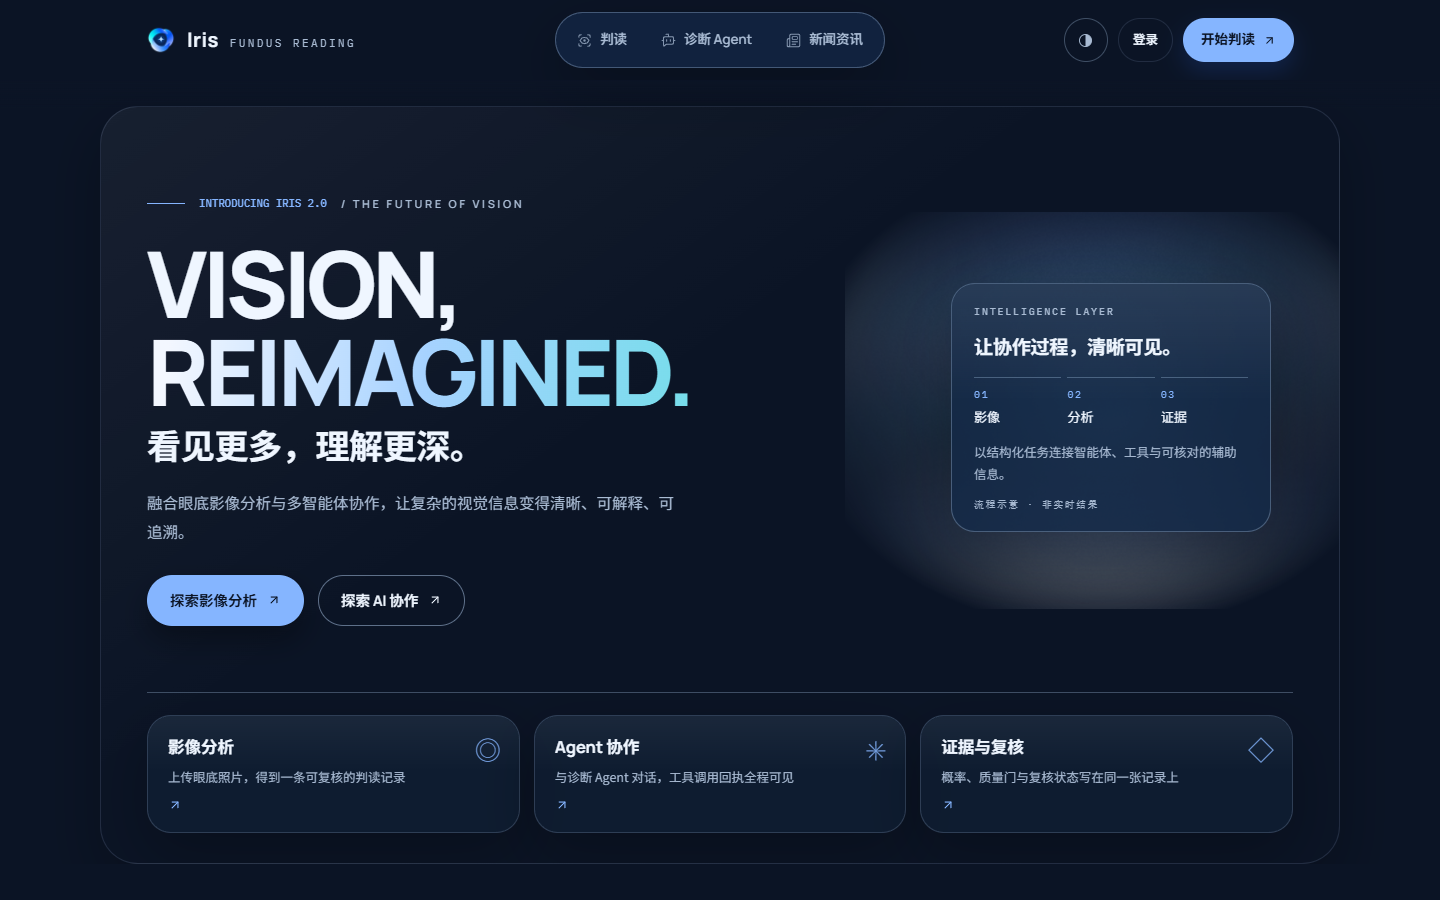 Iris FUNDUS READING
判读
诊断 Agent
新闻资讯
登录
开始判读
INTRODUCING IRIS 2.0 / THE FUTURE OF VISION
VISION,
REIMAGINED.
看见更多，理解更深。
融合眼底影像分析与多智能体协作，让复杂的视觉信息变得清晰、可解释、可
追溯。
探索影像分析
探索 AI 协作
INTELLIGENCE LAYER
让协作过程，清晰可见。
01
影像
02
分析
03
证据
以结构化任务连接智能体、工具与可核对的辅助
信息。
流程示意 · 非实时结果
影像分析
上传眼底照片，得到一条可复核的判读记录
Agent 协作
与诊断 Agent 对话，工具调用回执全程可见
证据与复核
概率、质量门与复核状态写在同一张记录上